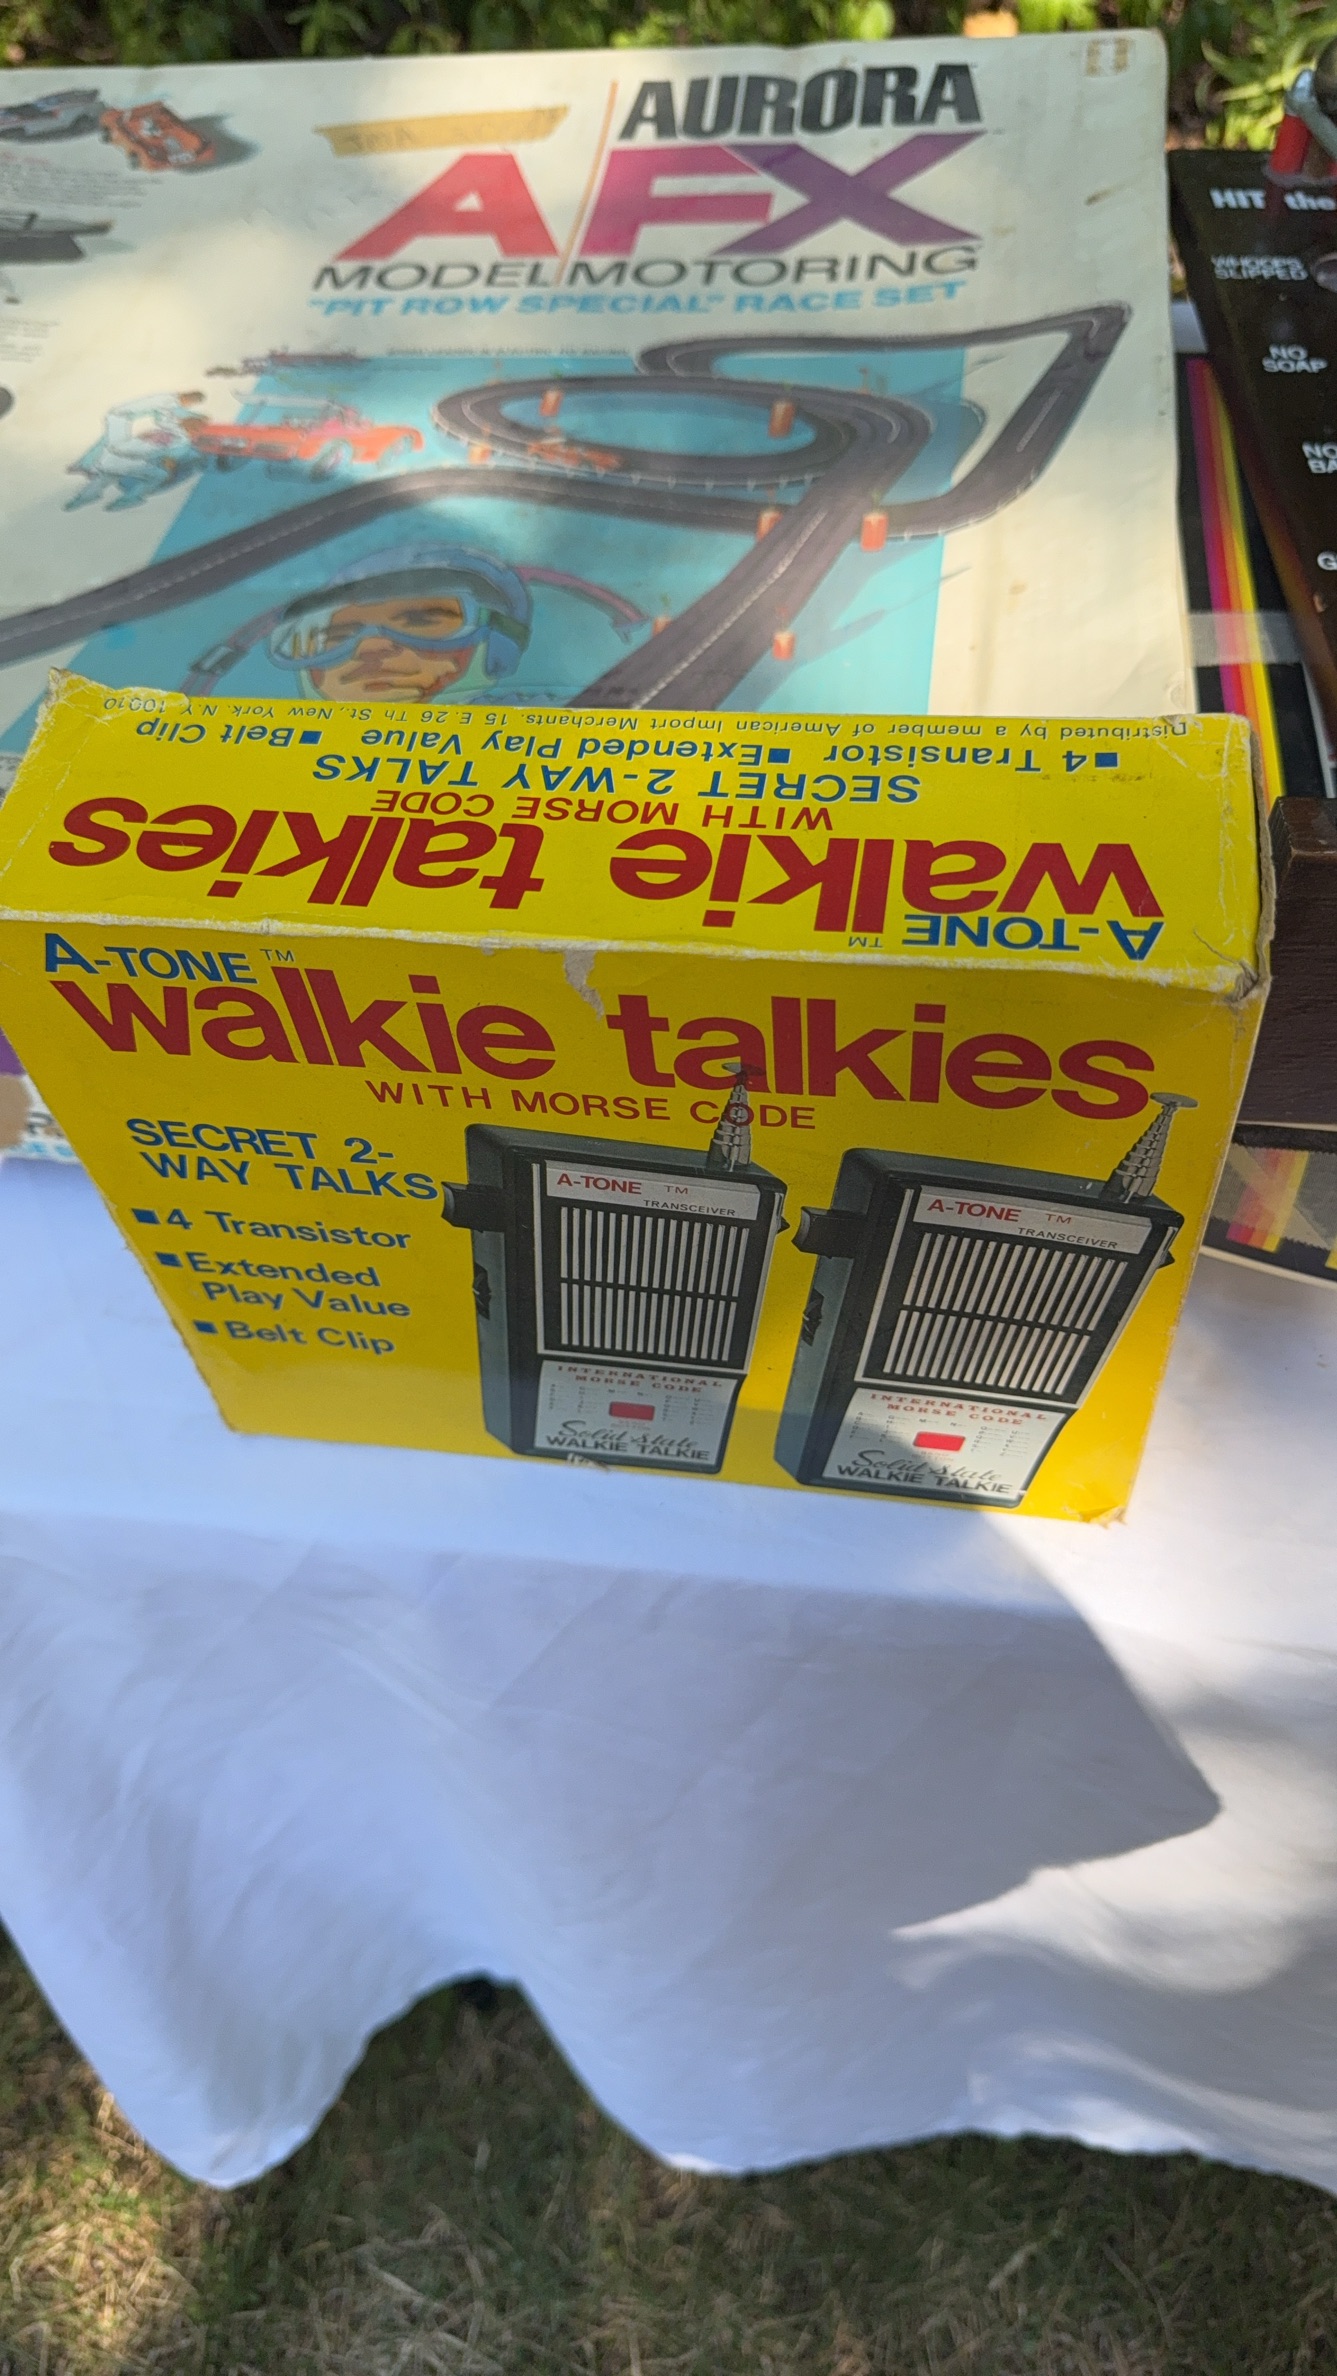 AURORA
AFX
MODEL MOTORING
"PIT ROW SPECIAL" RACE SET
HIT the
WHOOPS
SLIPPED
NO
SOAP
Distributed by a member of American Import Merchants. 15 E. 26 Th St., New York, N.Y. 10010
■ 4 Transistor ■ Extended Play Value ■ Belt Clip
SECRET 2-WAY TALKS
WITH MORSE CODE
walkie talkies
A-TONE ™
A-TONE ™
walkie talkies
WITH MORSE CODE
SECRET 2-
WAY TALKS
■ 4 Transistor
■ Extended
Play Value
■ Belt Clip
A-TONE ™
TRANSCEIVER
INTERNATIONAL
MORSE CODE
Solid State
WALKIE TALKIE
A-TONE ™
TRANSCEIVER
INTERNATIONAL
MORSE CODE
Solid State
WALKIE TALKIE